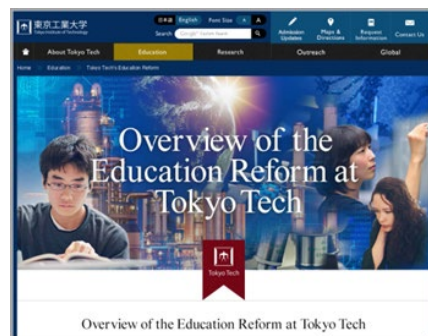 東京工業大学
Tokyo Institute of Technology
日本語 English Font Size A A
Search
Admission Updates
Maps & Directions
Request Information
Contact Us
About Tokyo Tech Education Research Outreach Global
Home Education Tokyo Tech's Education Reform
Overview of the
Education Reform at
Tokyo Tech
Tokyo Tech
Overview of the Education Reform at Tokyo Tech